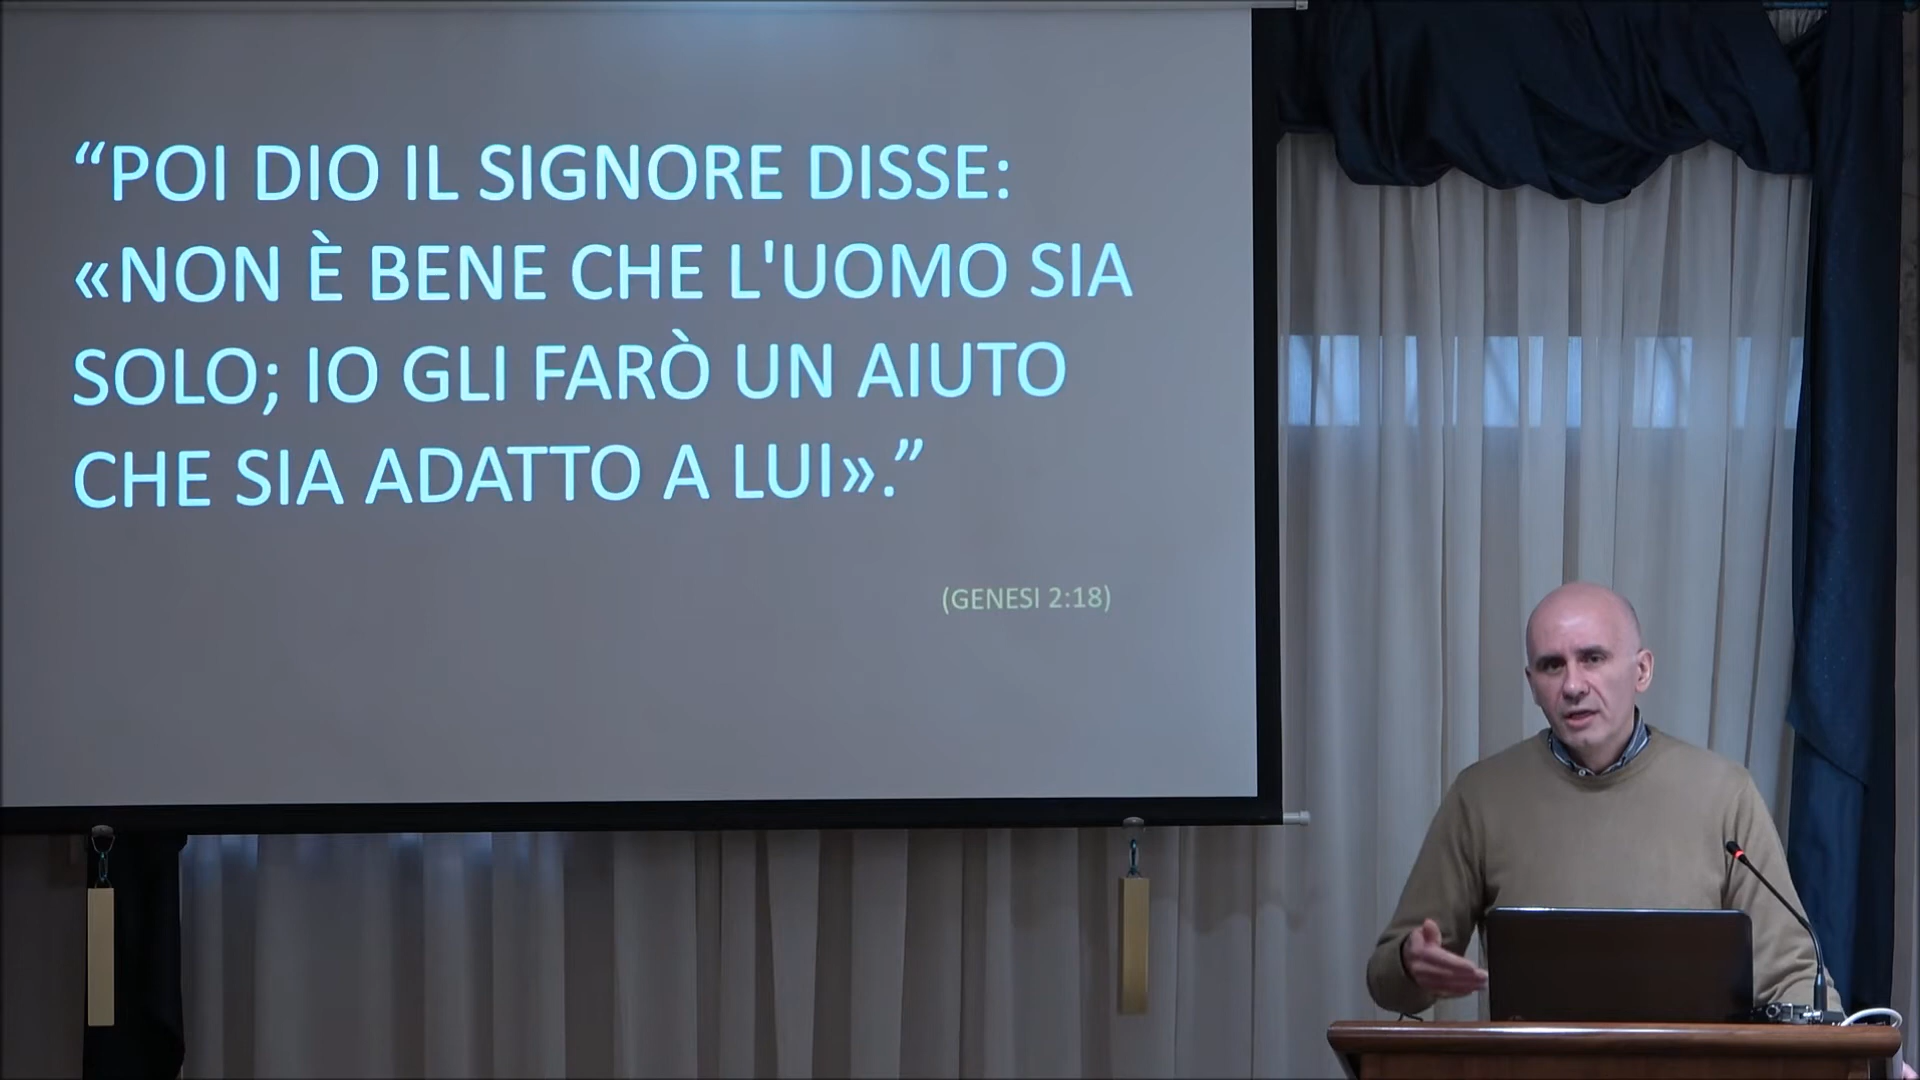 “POI DIO IL SIGNORE DISSE:
«NON È BENE CHE L'UOMO SIA
SOLO; IO GLI FARÒ UN AIUTO
CHE SIA ADATTO A LUI».”
(GENESI 2:18)